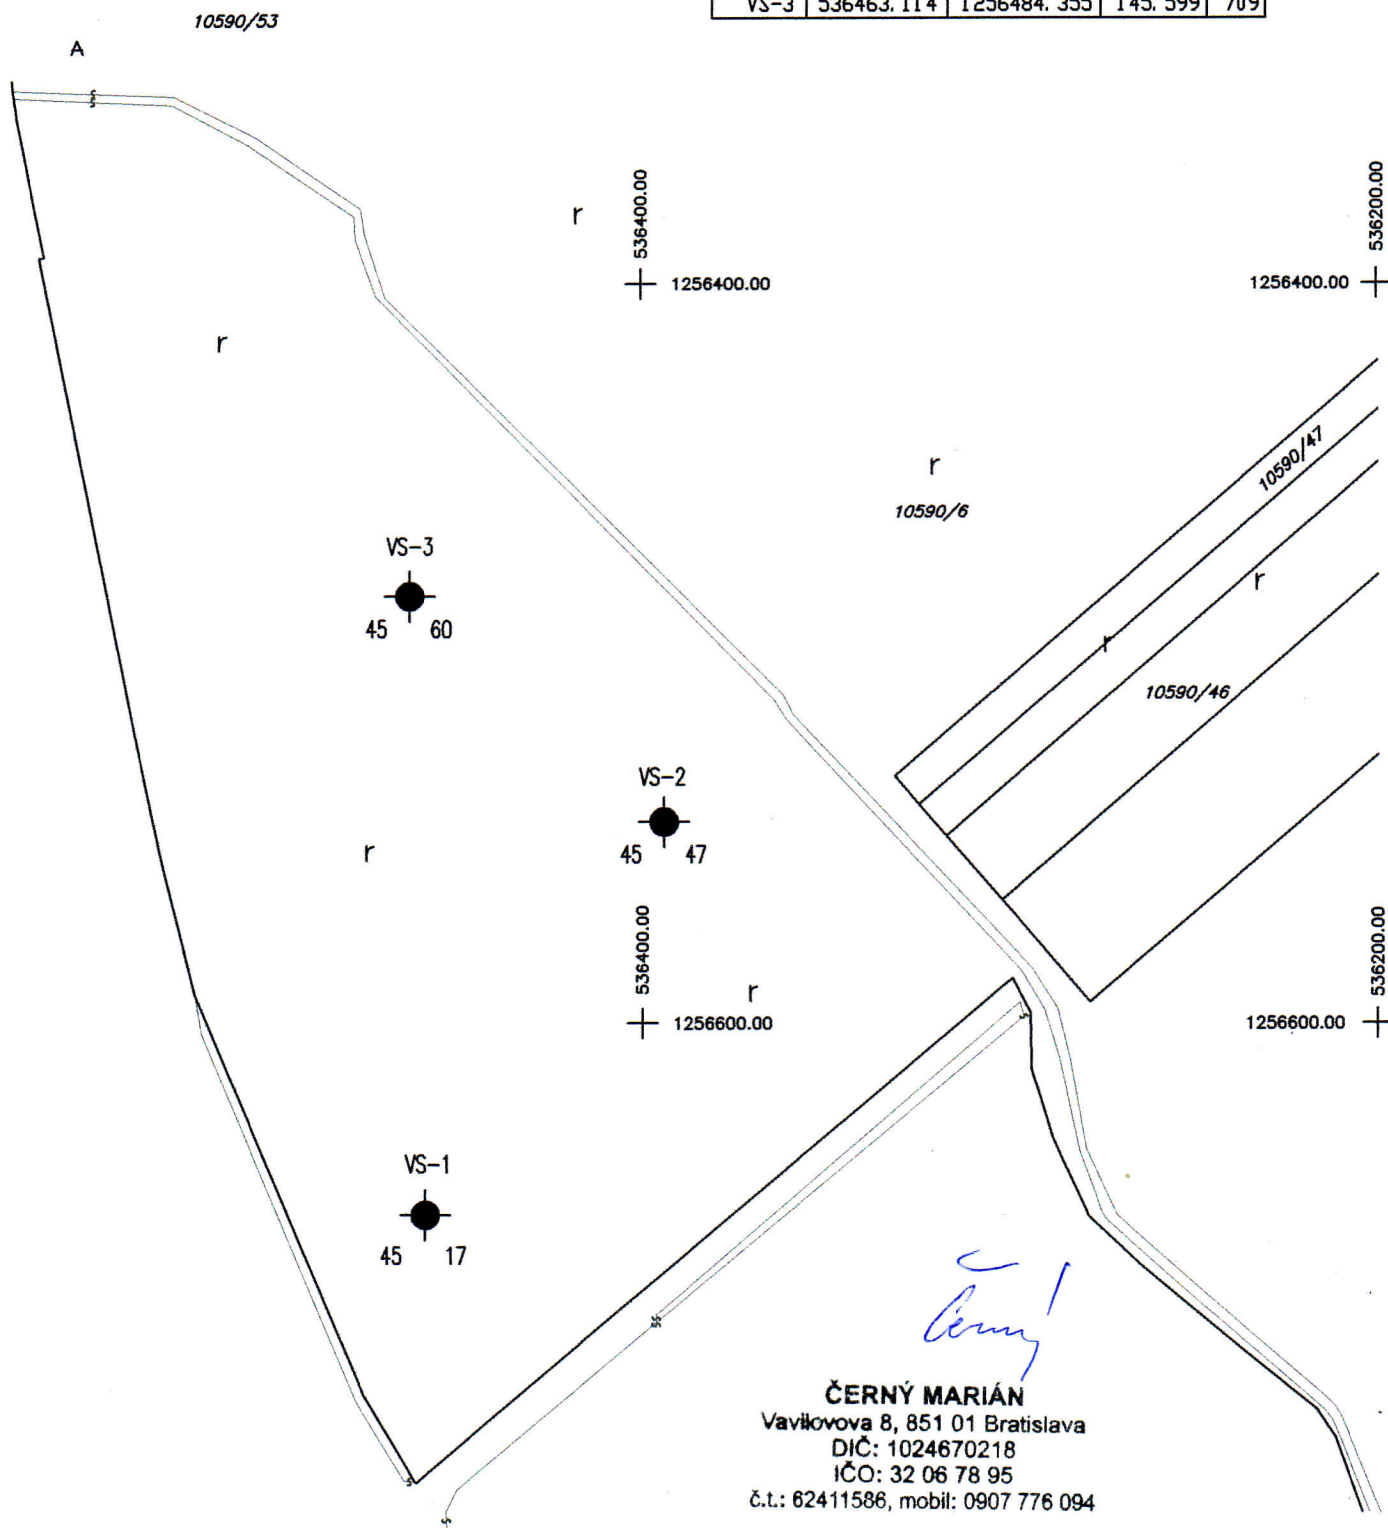 VS-3 536463.114 1256484.355 145.599 709
10590/53
A
r
536400.00
1256400.00
536200.00
1256400.00
r
10590/47
r
10590/6
r
VS-3
45 60
r
10590/46
VS-2
45 47
r
536400.00
1256600.00
r
536200.00
1256600.00
VS-1
45 17
Černý
ČERNÝ MARIÁN
Vavilovova 8, 851 01 Bratislava
DIČ: 1024670218
IČO: 32 06 78 95
č.t.: 62411586, mobil: 0907 776 094